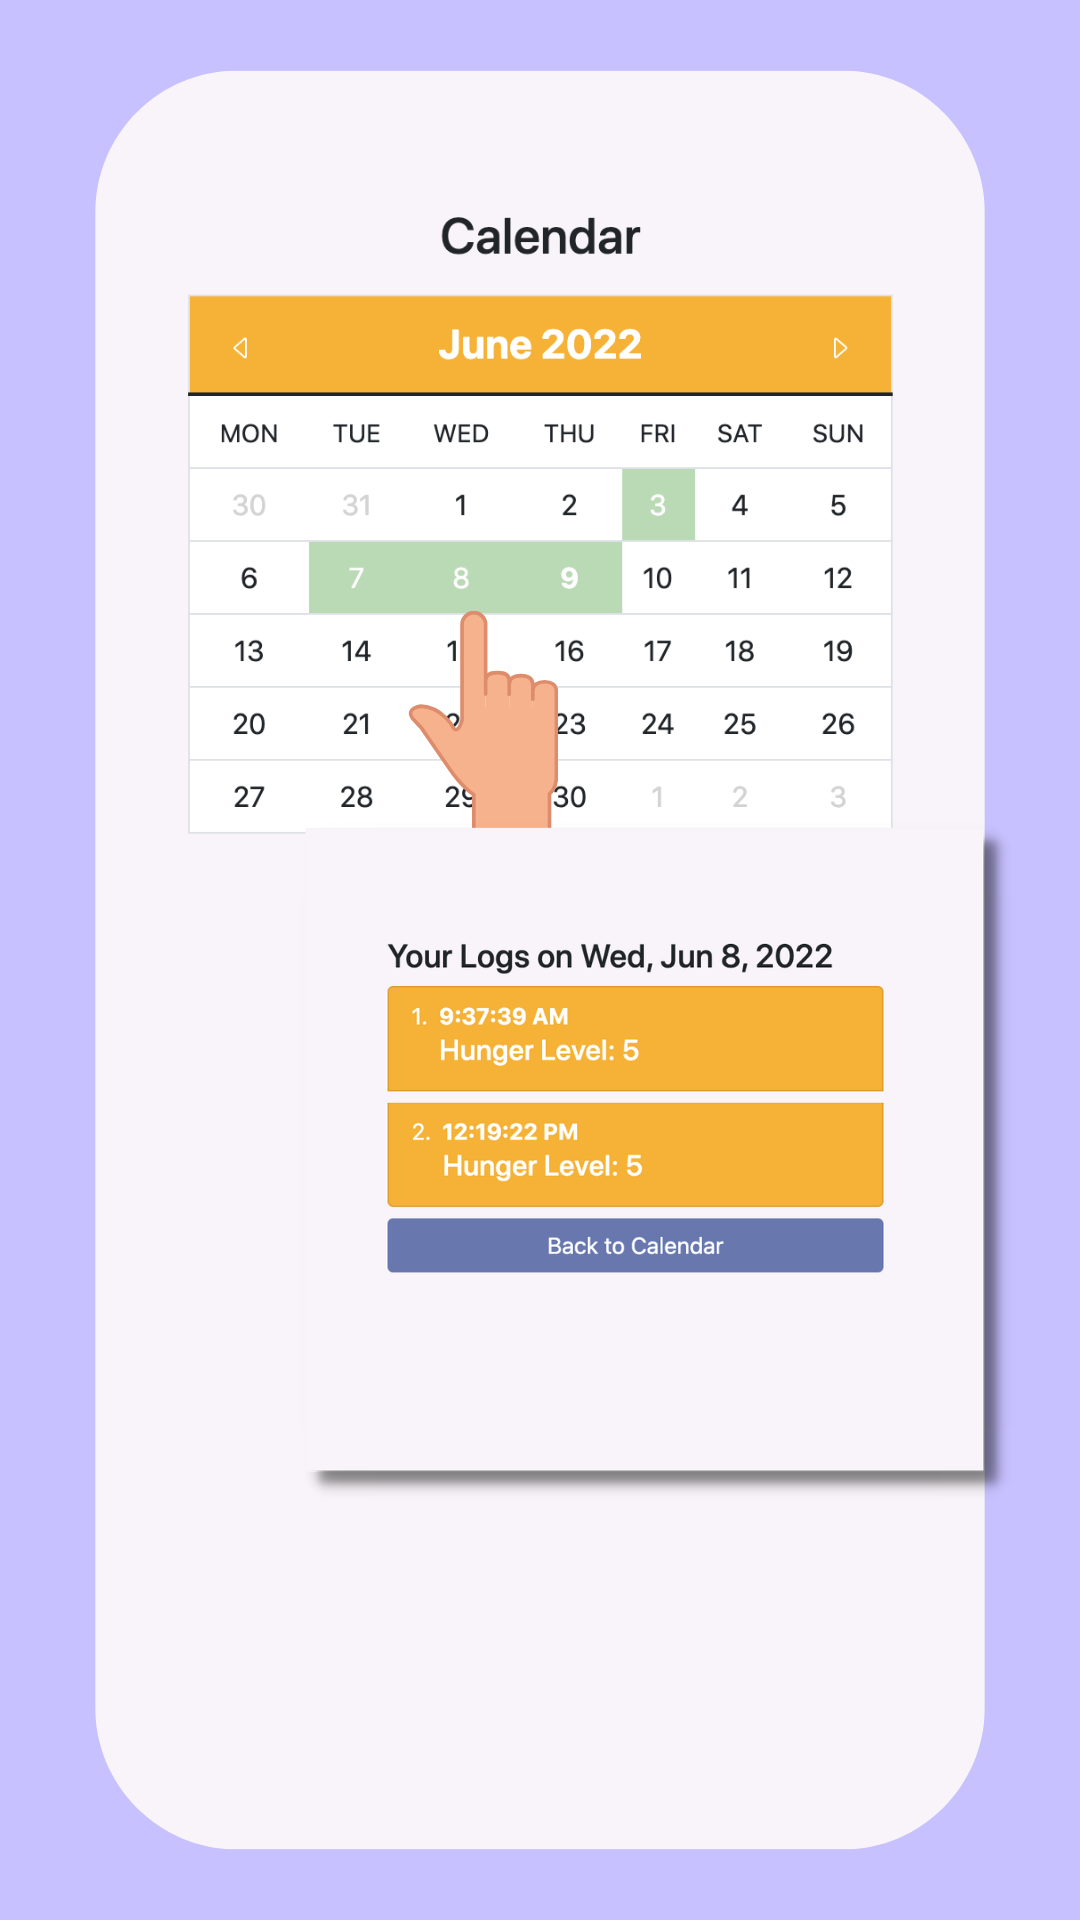 Calendar
June 2022
MON TUE WED THU FRI SAT SUN
30 31 1 2 3 4 5
6 7 8 9 10 11 12
13 14 16 17 18 19
20 21 23 24 25 26
27 28 29 30 1 2 3
Your Logs on Wed, Jun 8, 2022
1. 9:37:39 AM
Hunger Level: 5
2. 12:19:22 PM
Hunger Level: 5
Back to Calendar